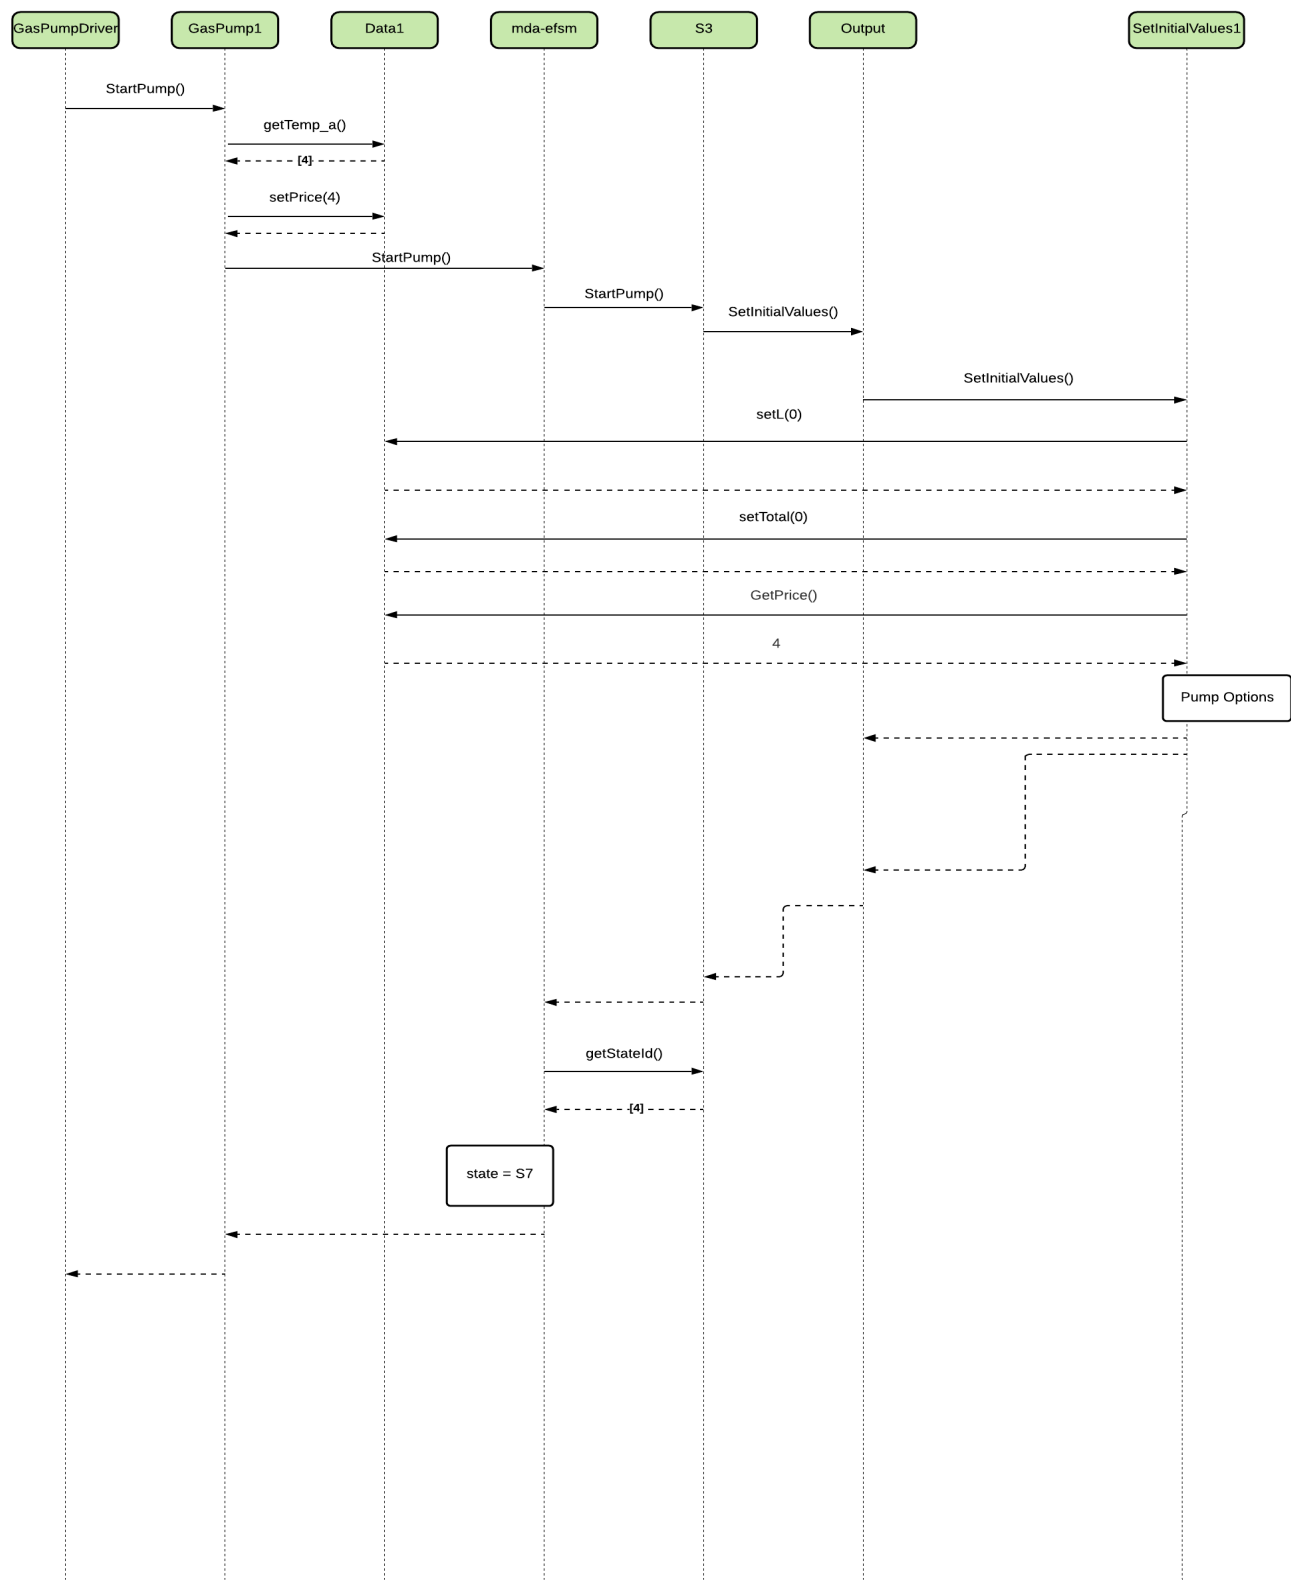 GasPumpDriver
GasPump1
Data1
mda-efsm
S3
Output
SetInitialValues1
StartPump()
getTemp_a()
[4]
setPrice(4)
StartPump()
StartPump()
SetInitialValues()
SetInitialValues()
setL(0)
setTotal(0)
GetPrice()
4
Pump Options
getStateId()
[4]
state = S7